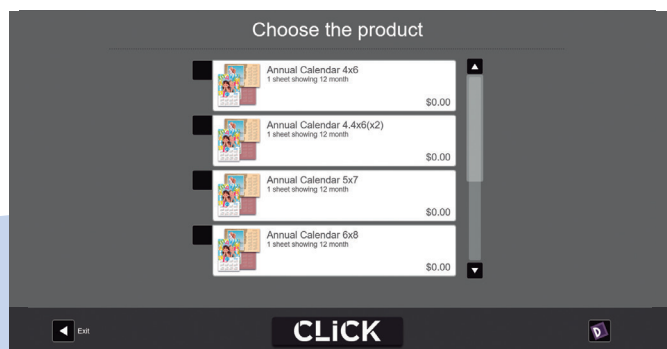 Choose the product
Annual Calendar 4x6
1 sheet showing 12 month
$0.00
Annual Calendar 4.4x6(x2)
1 sheet showing 12 month
$0.00
Annual Calendar 5x7
1 sheet showing 12 month
$0.00
Annual Calendar 6x8
1 sheet showing 12 month
$0.00
Exit
CLiCK
D